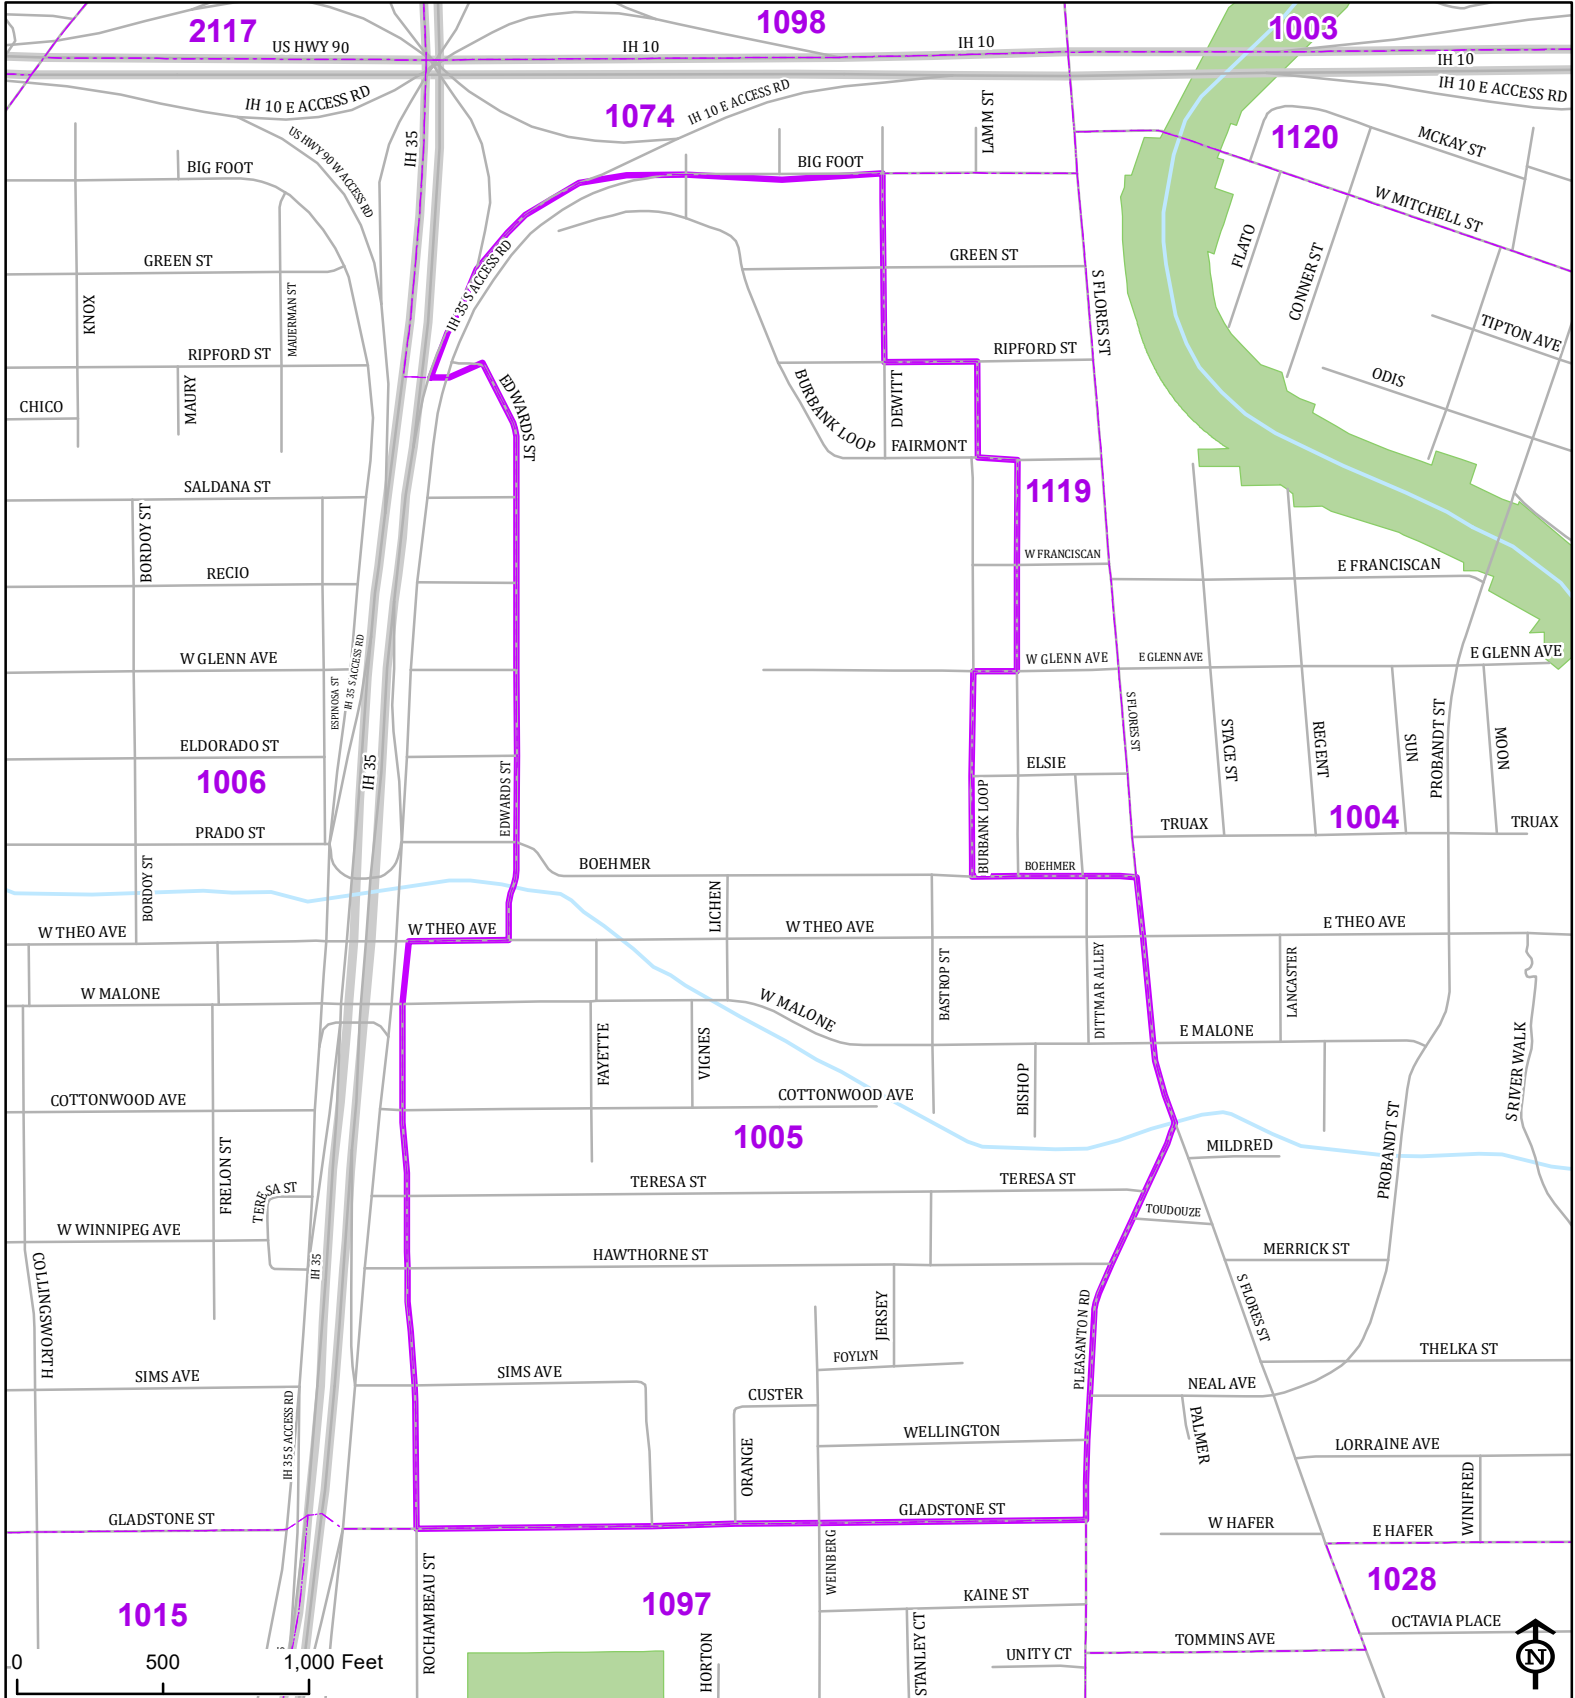 2117
1098
1003
US HWY 90
IH 10
IH 10
IH 10
IH 10 E ACCESS RD
IH 10 E ACCESS RD
IH 10 E ACCESS RD
1074
1120
US HWY 90 W ACCESS RD
IH 35
LAMM ST
MCKAY ST
BIG FOOT
BIG FOOT
W MITCHELL ST
FLATO
CONNER ST
GREEN ST
GREEN ST
KNOX
MAUERMAN ST
IH 35 S ACCESS RD
S FLORES ST
TIPTON AVE
RIPFORD ST
RIPFORD ST
ODIS
MAURY
CHICO
EDWARDS ST
BURBANK LOOP
DEWITT
FAIRMONT
SALDANA ST
1119
BORDOY ST
RECIO
W FRANCISCAN
E FRANCISCAN
W GLENN AVE
W GLENN AVE
E GLENN AVE
E GLENN AVE
ESPINOSA ST
IH 35 S ACCESS RD
S FLORES ST
STACE ST
REGENT
SUN
PROBANDT ST
MOON
ELDORADO ST
1006
IH 35
EDWARDS ST
ELSIE
BURBANK LOOP
1004
TRUAX
TRUAX
PRADO ST
BORDOY ST
BOEHMER
BOEHMER
LICHEN
W THEO AVE
W THEO AVE
W THEO AVE
E THEO AVE
BASTROP ST
DITTMAR ALLEY
LANCASTER
W MALONE
W MALONE
E MALONE
FAYETTE
VIGNES
BISHOP
S RIVER WALK
COTTONWOOD AVE
COTTONWOOD AVE
1005
PROBANDT ST
MILDRED
FRELON ST
TERESA ST
TERESA ST
TERESA ST
TOUDOUZE
W WINNIPEG AVE
HAWTHORNE ST
MERRICK ST
IH 35
COLLINGSWORTH
JERSEY
PLEASANTON RD
S FLORES ST
FOYLYN
THELKA ST
SIMS AVE
SIMS AVE
NEAL AVE
CUSTER
PALMER
IH 35 S ACCESS RD
WELLINGTON
LORRAINE AVE
ORANGE
WINIFRED
GLADSTONE ST
GLADSTONE ST
W HAFER
E HAFER
WEINBERG
1028
ROCHAMBEAU ST
1015
1097
KAINE ST
STANLEY CT
OCTAVIA PLACE
TOMMINS AVE
HORTON
UNITY CT
0 500 1,000 Feet
N